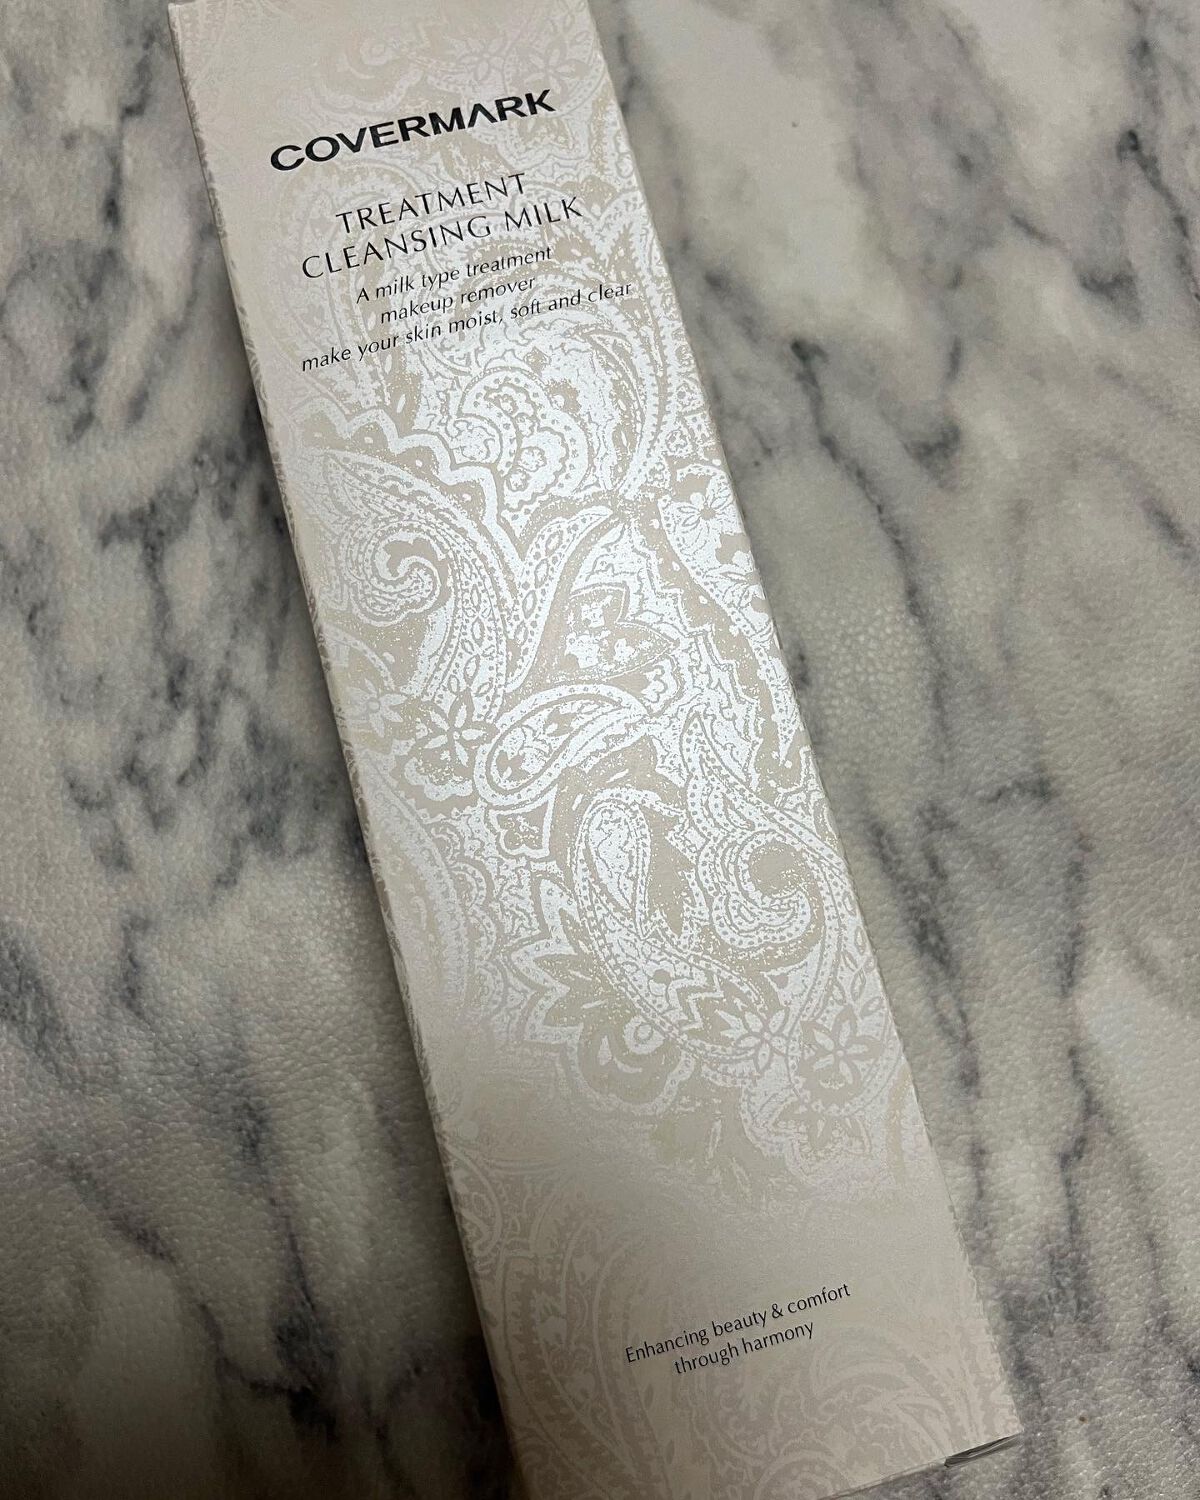 COVERMARK
TREATMENT
CLEANSING MILK
A milk type treatment
makeup remover
make your skin moist, soft and clear
Enhancing beauty & comfort
through harmony